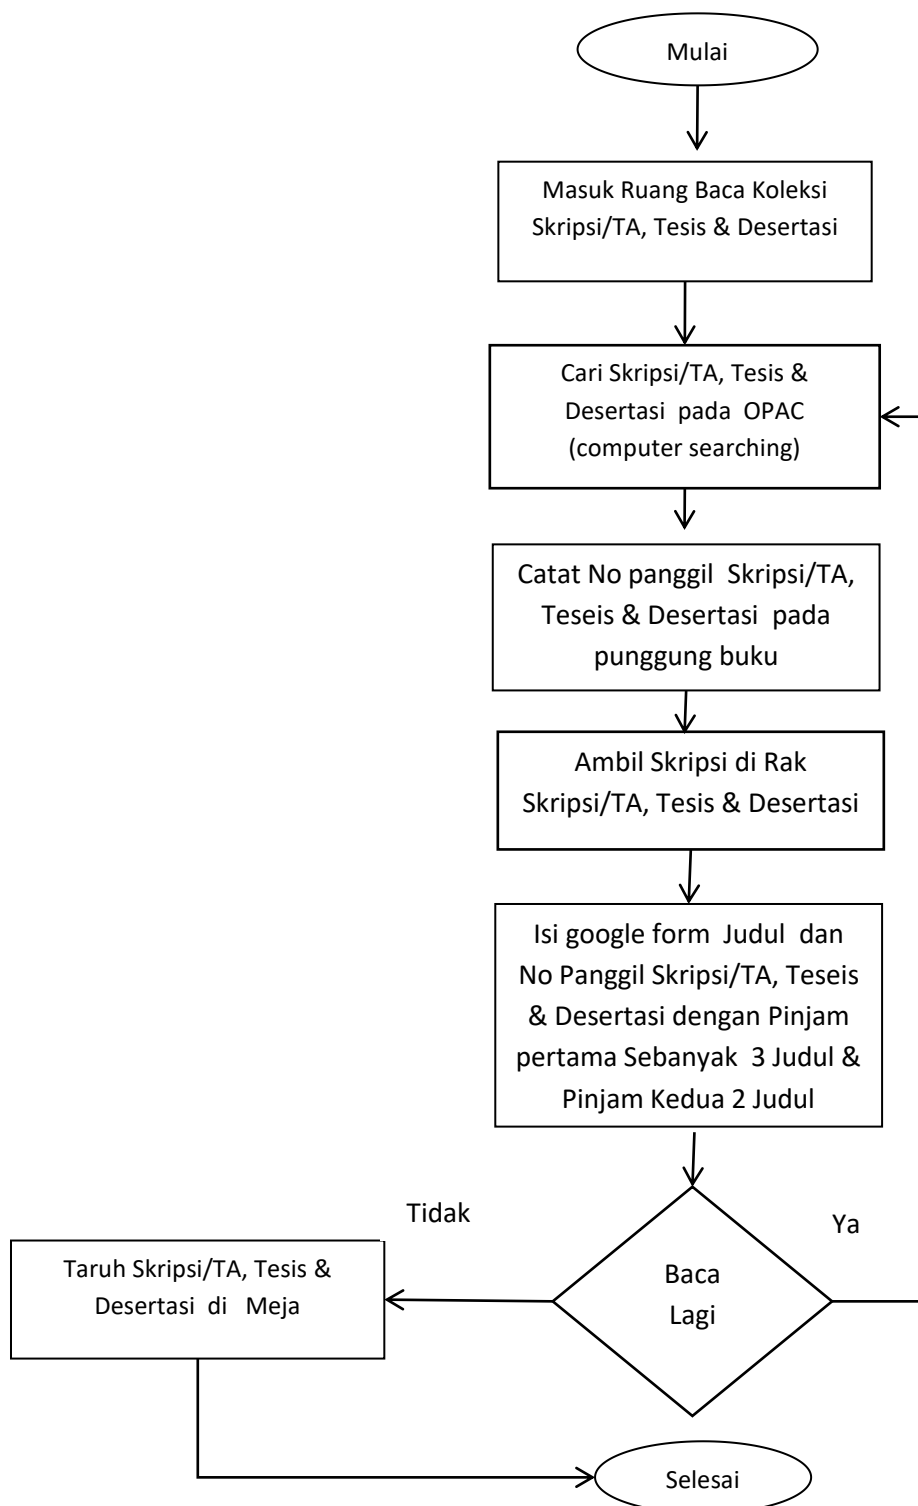 Mulai
Masuk Ruang Baca Koleksi
Skripsi/TA, Tesis & Desertasi
Cari Skripsi/TA, Tesis &
Desertasi pada OPAC
(computer searching)
Catat No panggil Skripsi/TA,
Teseis & Desertasi pada
punggung buku
Ambil Skripsi di Rak
Skripsi/TA, Tesis & Desertasi
Isi google form Judul dan
No Panggil Skripsi/TA, Teseis
& Desertasi dengan Pinjam
pertama Sebanyak 3 Judul &
Pinjam Kedua 2 Judul
Tidak
Ya
Baca
Lagi
Taruh Skripsi/TA, Tesis &
Desertasi di Meja
Selesai